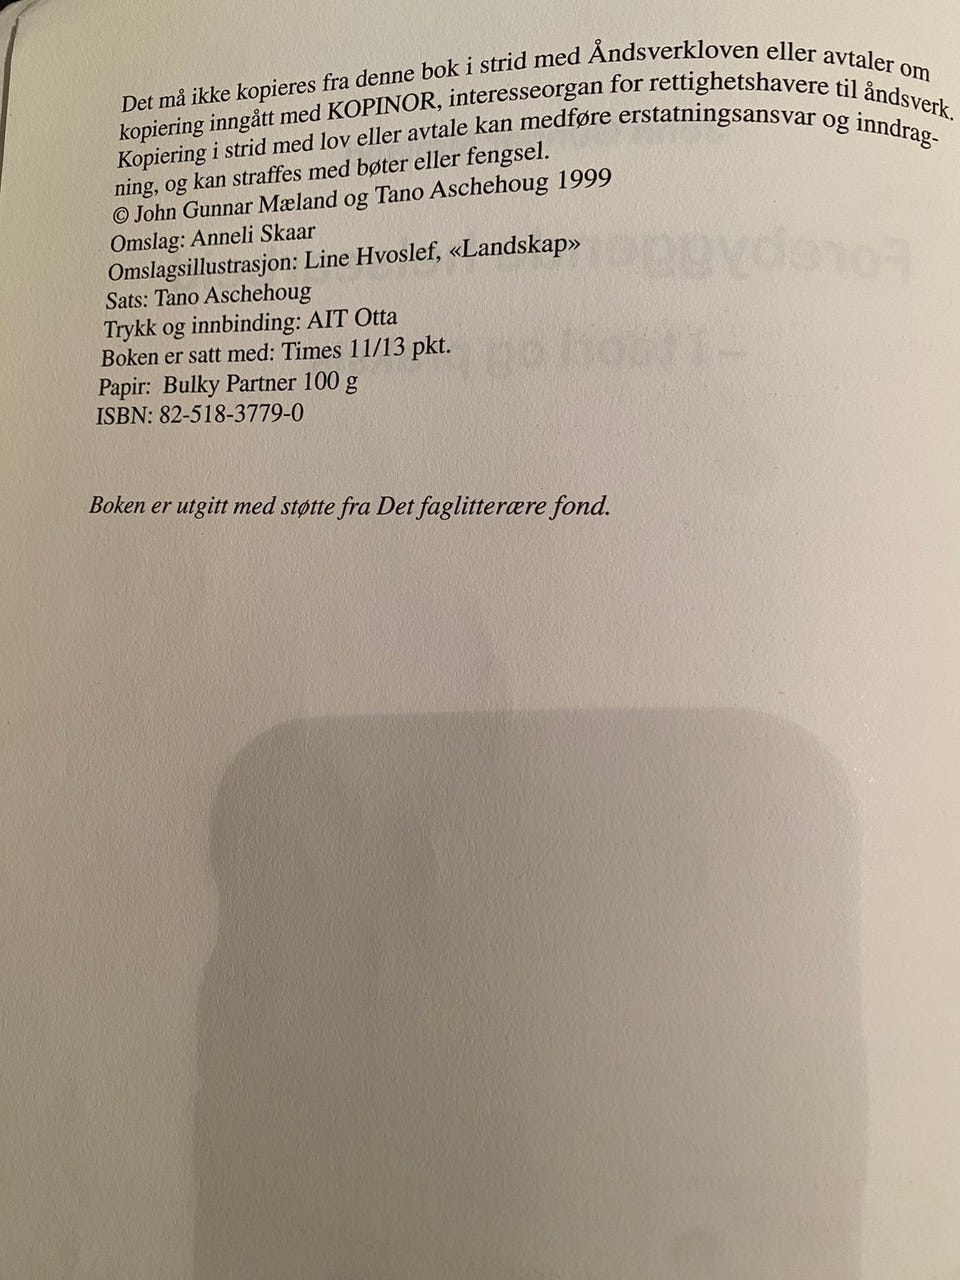 Det må ikke kopieres fra denne bok i strid med Åndsverkloven eller avtaler om
kopiering inngått med KOPINOR, interesseorgan for rettighetshavere til åndsverk.
Kopiering i strid med lov eller avtale kan medføre erstatningsansvar og inndrag-
ning, og kan straffes med bøter eller fengsel.
© John Gunnar Mæland og Tano Aschehoug 1999
Omslag: Anneli Skaar
Omslagsillustrasjon: Line Hvoslef, «Landskap»
Sats: Tano Aschehoug
Trykk og innbinding: AIT Otta
Boken er satt med: Times 11/13 pkt.
Papir: Bulky Partner 100 g
ISBN: 82-518-3779-0
Boken er utgitt med støtte fra Det faglitterære fond.